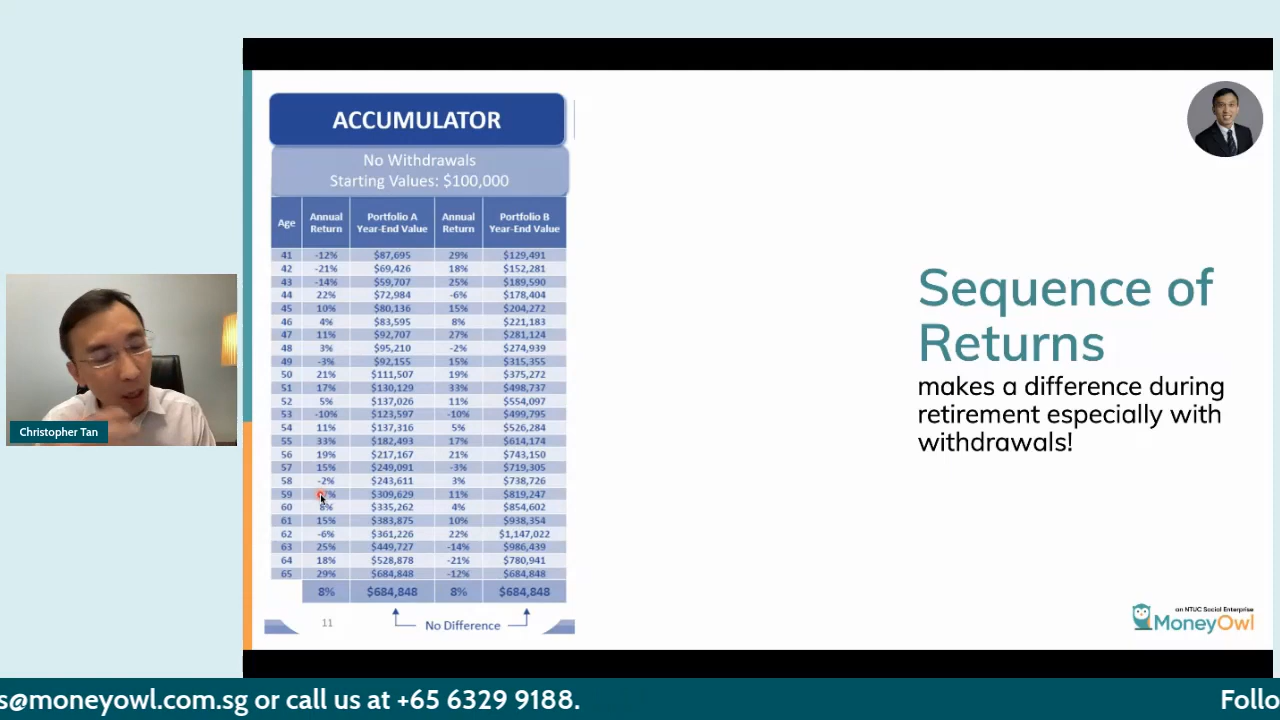 ACCUMULATOR
No Withdrawals
Starting Values: $100,000
Age Annual Return Portfolio A Year-End Value Annual Return Portfolio B Year-End Value
41 -12% $87,695 29% $129,491
42 -21% $69,426 18% $152,281
43 -14% $59,707 25% $189,590
44 22% $72,984 -6% $178,404
45 10% $80,136 15% $204,272
46 4% $83,595 8% $221,183
47 11% $92,707 27% $281,124
48 3% $95,210 -2% $274,939
49 -3% $92,155 15% $315,355
50 21% $111,507 19% $375,272
51 17% $130,129 33% $498,737
52 5% $137,026 11% $554,097
53 -10% $123,597 -10% $499,795
54 11% $137,316 5% $526,284
55 33% $182,493 17% $614,174
56 19% $217,167 21% $743,150
57 15% $249,091 -3% $719,305
58 -2% $243,611 3% $738,726
59 $309,629 11% $819,247
60 8% $335,262 4% $854,602
61 15% $383,875 10% $938,354
62 -6% $361,226 22% $1,147,022
63 25% $449,727 -14% $986,439
64 18% $528,878 -21% $780,941
65 29% $684,848 -12% $684,848
8% $684,848 8% $684,848
No Difference
11
Sequence of
Returns
makes a difference during
retirement especially with
withdrawals!
Christopher Tan
an NTUC Social Enterprise
MoneyOwl
s@moneyowl.com.sg or call us at +65 6329 9188.
Follo